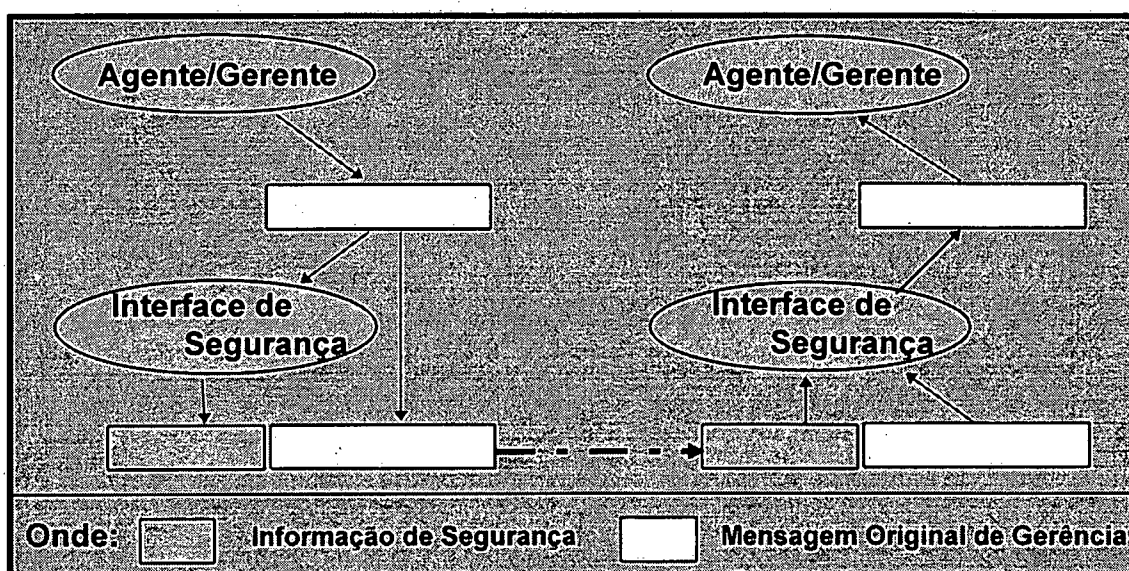 Agente/Gerente
Agente/Gerente
Interface de
Segurança
Interface de
Segurança
Onde:
Informação de Segurança
Mensagem Original de Gerência